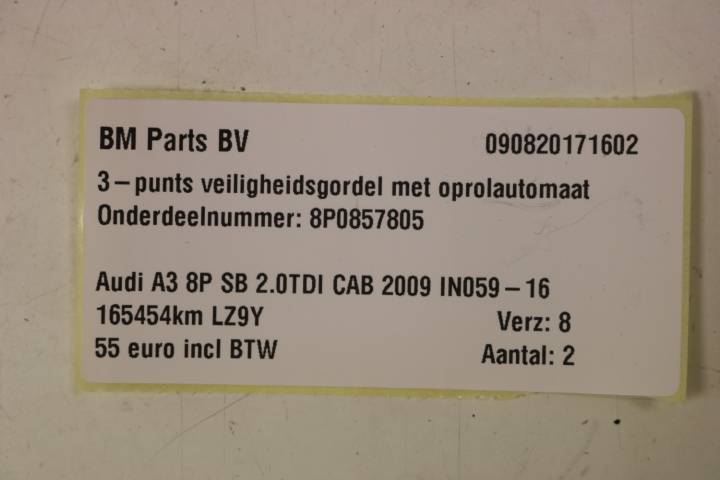 BM Parts BV 090820171602
3-punts veiligheidsgordel met oprolautomaat
Onderdeelnummer: 8P0857805
Audi A3 8P SB 2.0TDI CAB 2009 IN059-16
165454km LZ9Y Verz: 8
55 euro incl BTW Aantal: 2